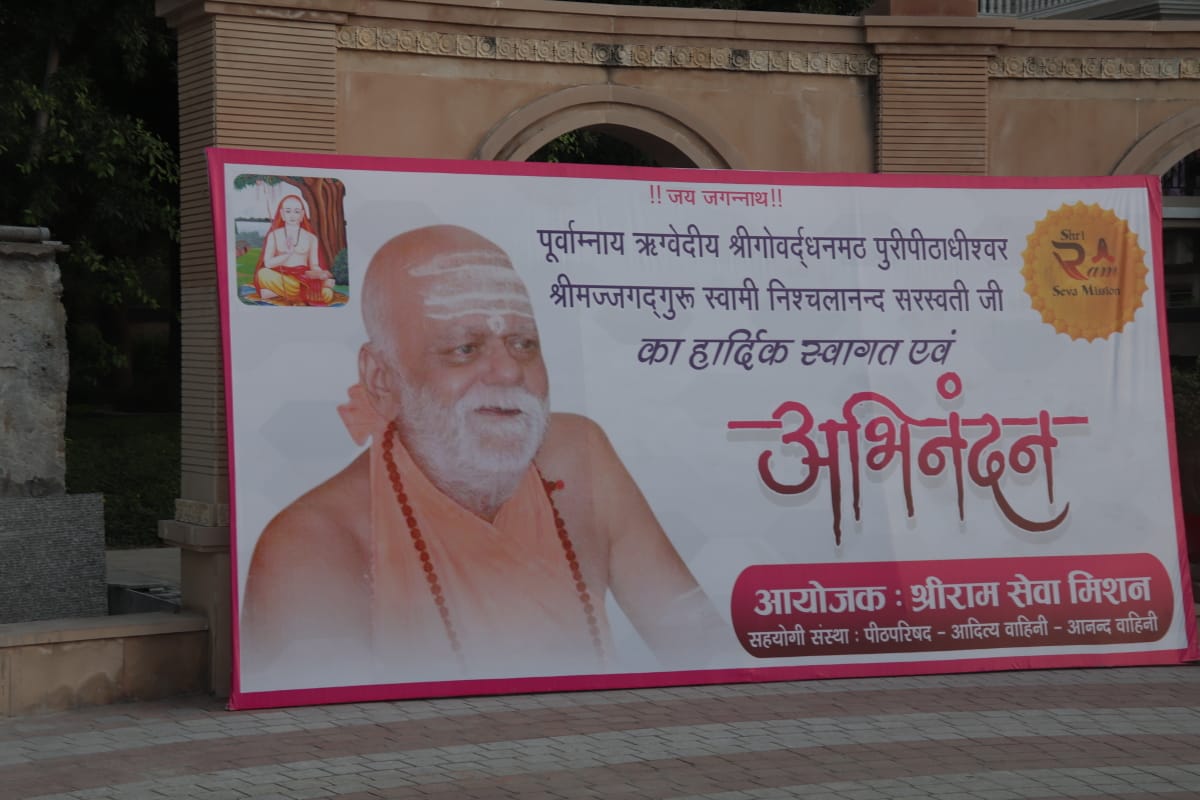 !! जय जगन्नाथ!!
पूर्वाम्नाय ऋग्वेदीय श्रीगोवर्द्धनमठ पुरीपीठाधीश्वर
श्रीमज्जगद्गुरू स्वामी निश्चलानन्द सरस्वती जी
का हार्दिक स्वागत एवं
अभिनंदन
Shri
Ram
Seva Mission
आयोजक : श्रीराम सेवा मिशन
सहयोगी संस्था : पीठपरिषद - आदित्य वाहिनी - आनन्द वाहिनी